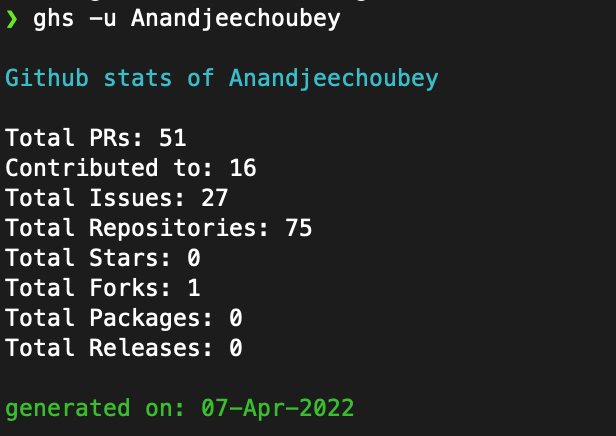 ❯ ghs -u Anandjeechoubey
Github stats of Anandjeechoubey
Total PRs: 51
Contributed to: 16
Total Issues: 27
Total Repositories: 75
Total Stars: 0
Total Forks: 1
Total Packages: 0
Total Releases: 0
generated on: 07-Apr-2022